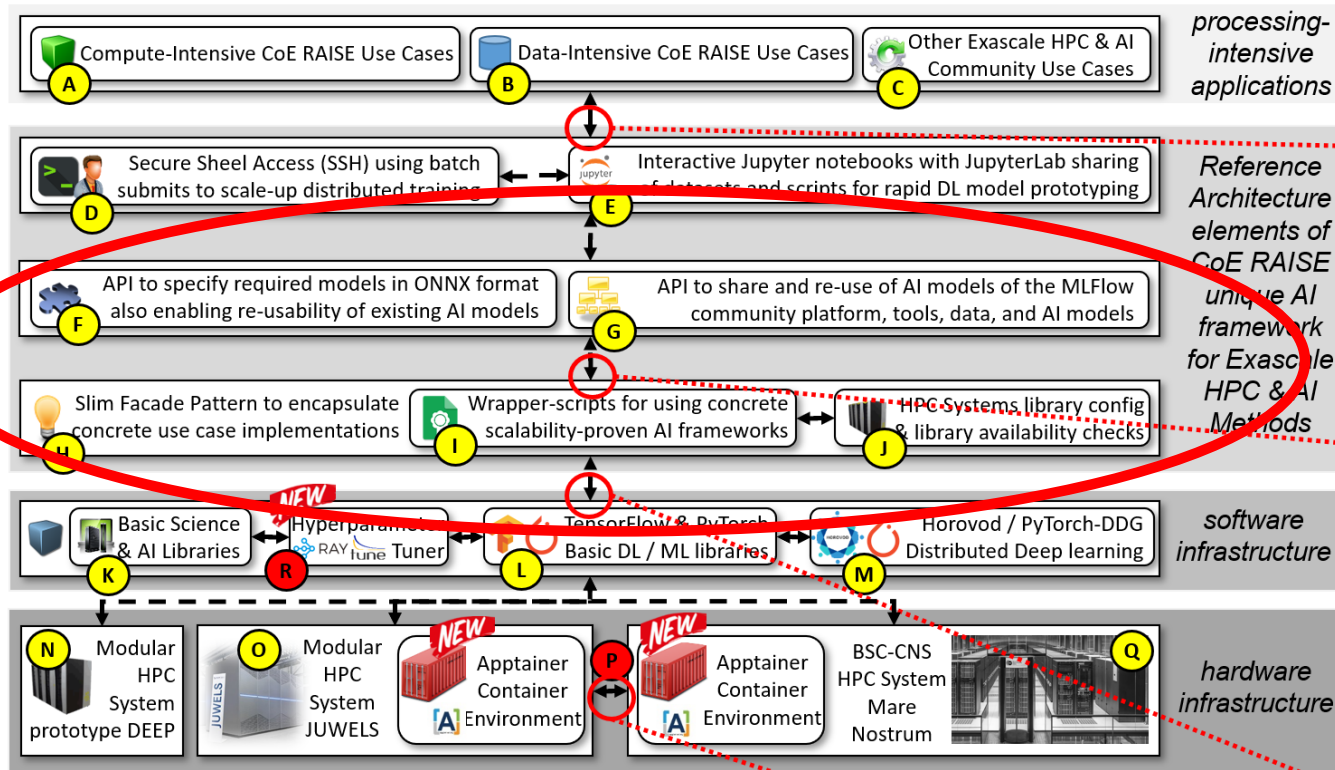 Compute-Intensive CoE RAISE Use Cases
A
Data-Intensive CoE RAISE Use Cases
B
Other Exascale HPC & AI
Community Use Cases
C
processing-
intensive
applications
>_
Secure Sheel Access (SSH) using batch
submits to scale-up distributed training
D
jupyter
Interactive Jupyter notebooks with JupyterLab sharing
of datasets and scripts for rapid DL model prototyping
E
API to specify required models in ONNX format
also enabling re-usability of existing AI models
F
API to share and re-use of AI models of the MLFlow
community platform, tools, data, and AI models
G
Slim Facade Pattern to encapsulate
concrete use case implementations
H
Wrapper-scripts for using concrete
scalability-proven AI frameworks
I
HPC Systems library config
& library availability checks
J
Reference
Architecture
elements of
CoE RAISE
unique AI
framework
for Exascale
HPC & AI
Methods
Basic Science
& AI Libraries
K
NEW
Hyperparameter
RAY tune Tuner
R
TensorFlow & PyTorch
Basic DL / ML libraries
L
HOROVOD
Horovod / PyTorch-DDG
Distributed Deep learning
M
software
infrastructure
N
Modular
HPC
System
prototype DEEP
O
JUWELS
Modular
HPC
System
JUWELS
NEW
Apptainer
Container
Environment
[A]
P
NEW
Apptainer
Container
Environment
[A]
BSC-CNS
HPC System
Mare
Nostrum
Q
hardware
infrastructure